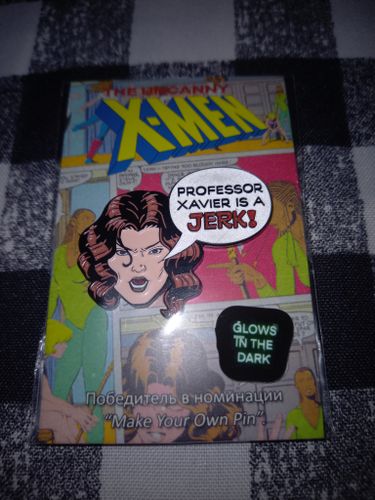 THE UNCANNY
X-MEN
PROFESSOR
XAVIER IS A
JERK!
GLOWS
IN THE
DARK
Победитель в номинации
"Make Your Own Pin".